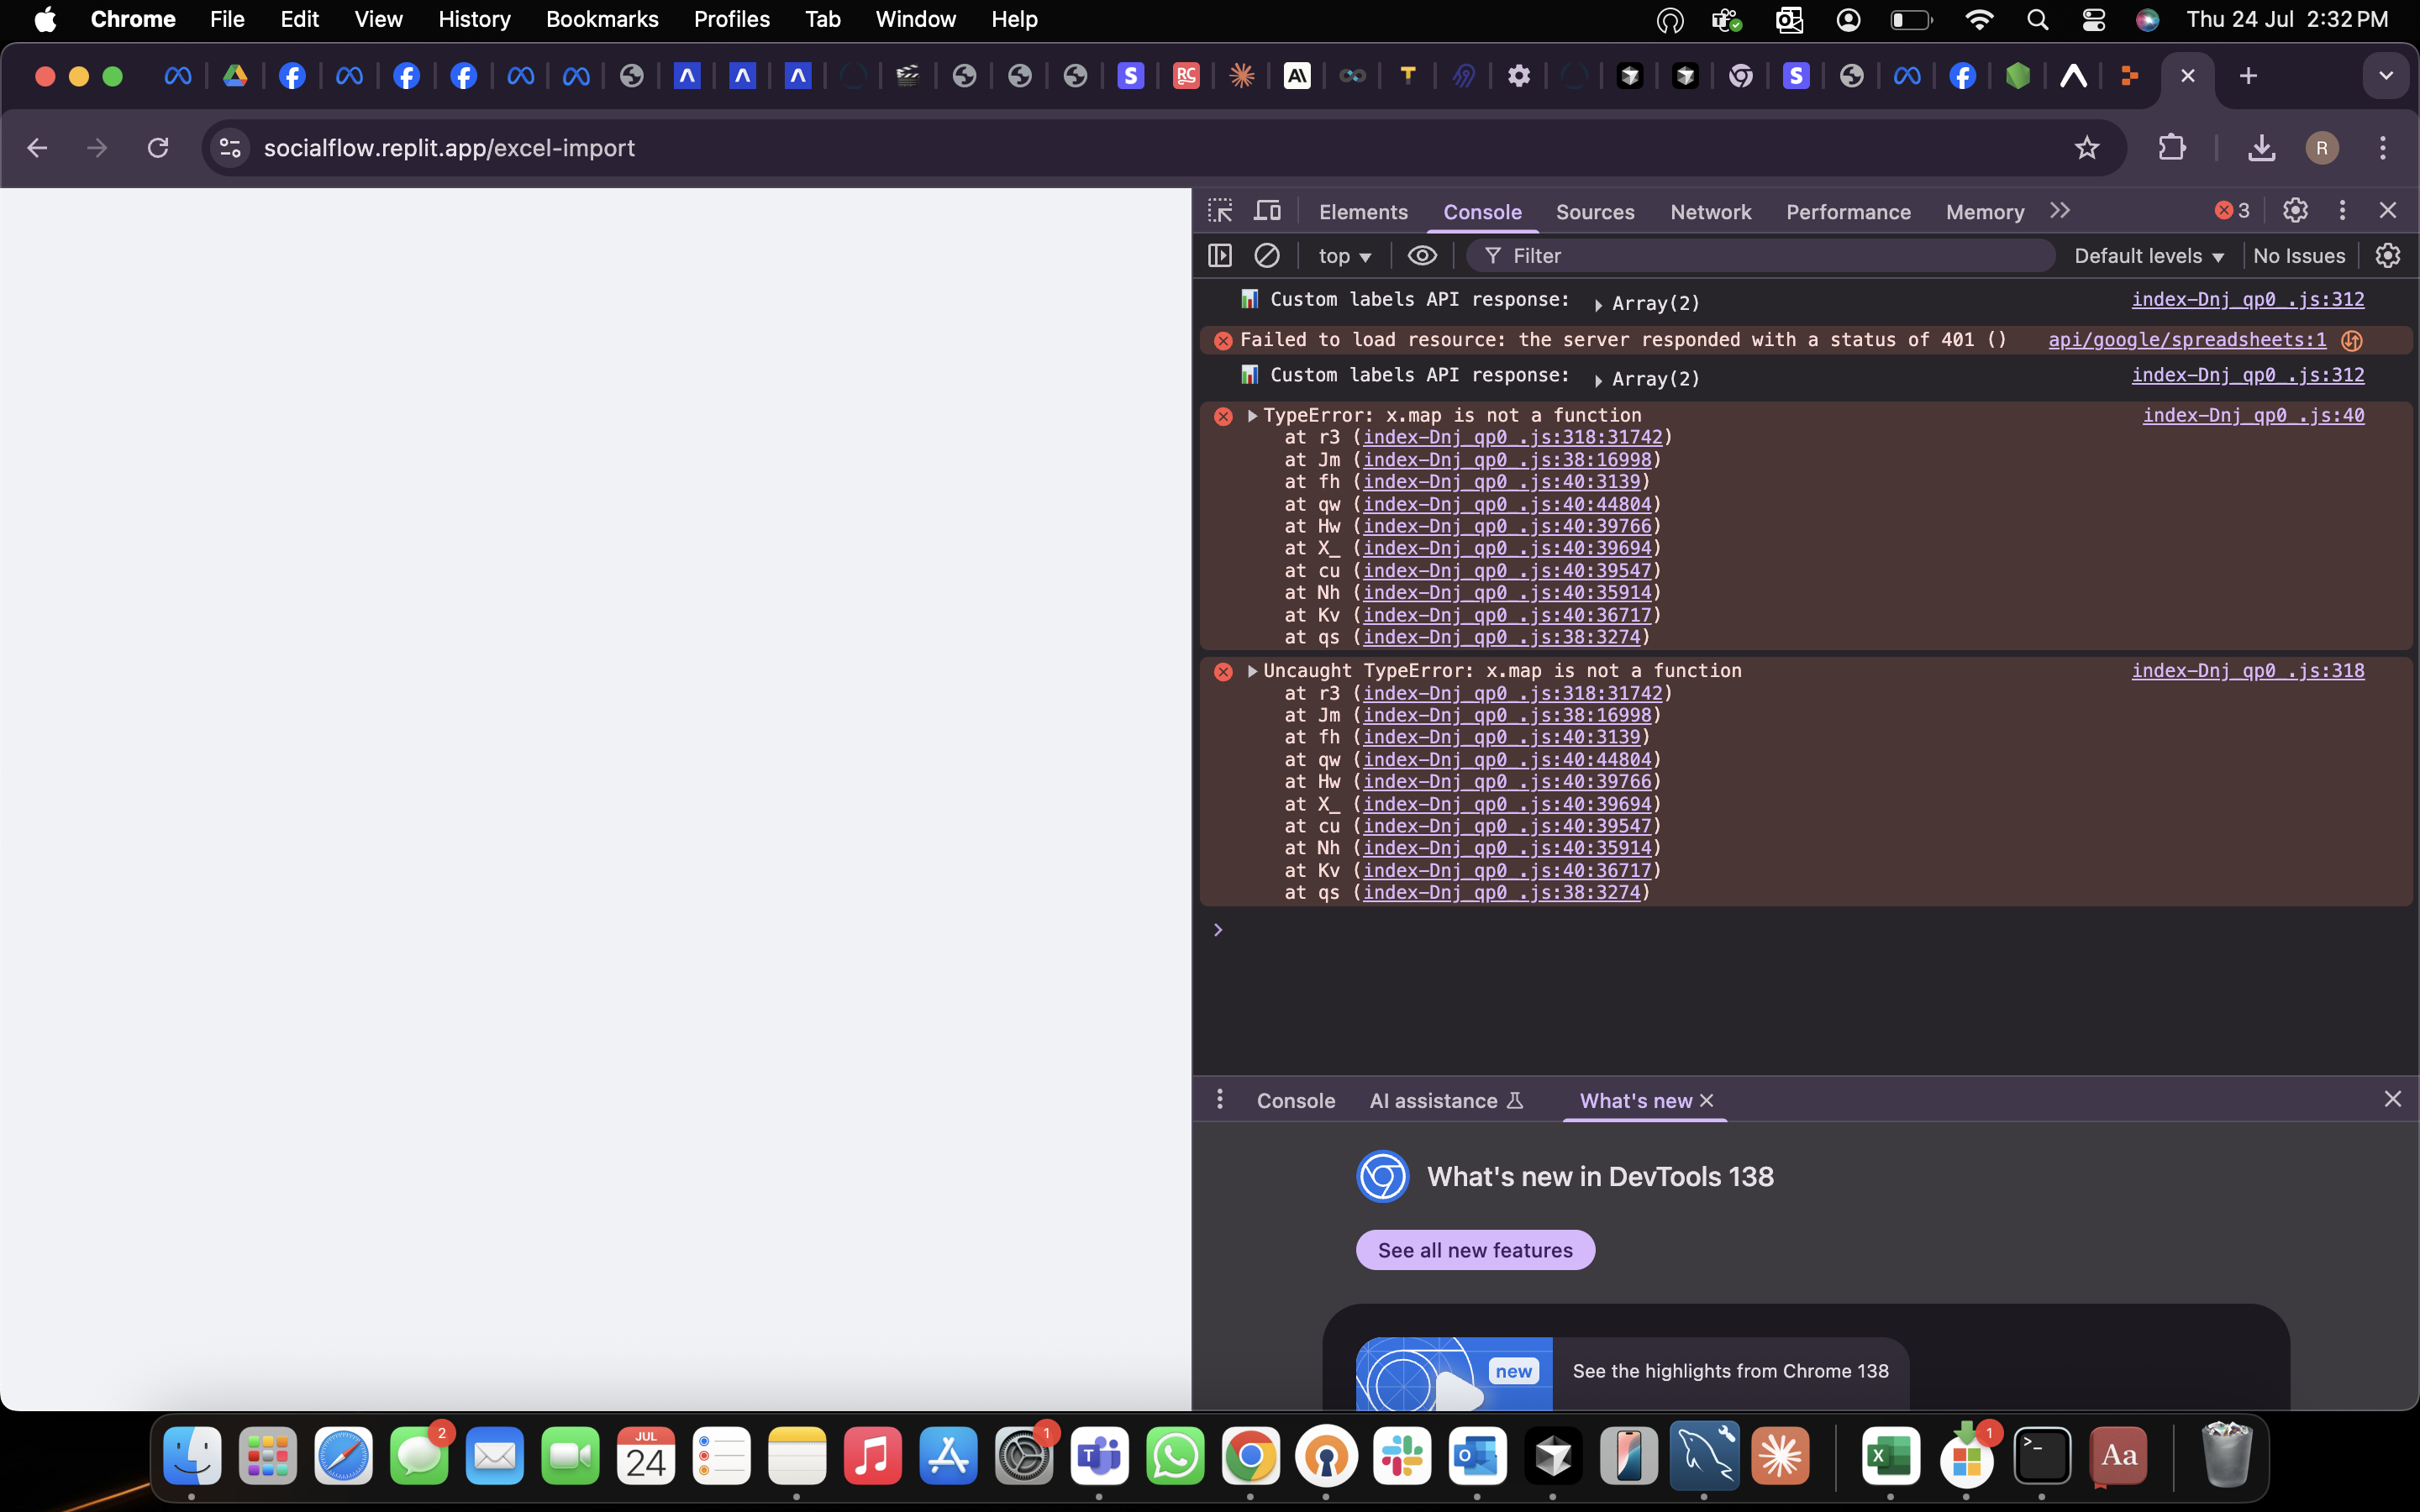 Chrome File Edit View History Bookmarks Profiles Tab Window Help Thu 24 Jul 2:32 PM
socialflow.replit.app/excel-import R
Elements Console Sources Network Performance Memory 3
top Filter Default levels No Issues
Custom labels API response: Array(2) index-Dnj_qp0_.js:312
Failed to load resource: the server responded with a status of 401 () api/google/spreadsheets:1
Custom labels API response: Array(2) index-Dnj_qp0_.js:312
TypeError: x.map is not a function index-Dnj_qp0_.js:40
at r3 (index-Dnj_qp0_.js:318:31742)
at Jm (index-Dnj_qp0_.js:38:16998)
at fh (index-Dnj_qp0_.js:40:3139)
at qw (index-Dnj_qp0_.js:40:44804)
at Hw (index-Dnj_qp0_.js:40:39766)
at X_ (index-Dnj_qp0_.js:40:39694)
at cu (index-Dnj_qp0_.js:40:39547)
at Nh (index-Dnj_qp0_.js:40:35914)
at Kv (index-Dnj_qp0_.js:40:36717)
at qs (index-Dnj_qp0_.js:38:3274)
Uncaught TypeError: x.map is not a function index-Dnj_qp0_.js:318
at r3 (index-Dnj_qp0_.js:318:31742)
at Jm (index-Dnj_qp0_.js:38:16998)
at fh (index-Dnj_qp0_.js:40:3139)
at qw (index-Dnj_qp0_.js:40:44804)
at Hw (index-Dnj_qp0_.js:40:39766)
at X_ (index-Dnj_qp0_.js:40:39694)
at cu (index-Dnj_qp0_.js:40:39547)
at Nh (index-Dnj_qp0_.js:40:35914)
at Kv (index-Dnj_qp0_.js:40:36717)
at qs (index-Dnj_qp0_.js:38:3274)
Console AI assistance What's new
What's new in DevTools 138
See all new features
new See the highlights from Chrome 138
2 JUL 24 1 1 Aa